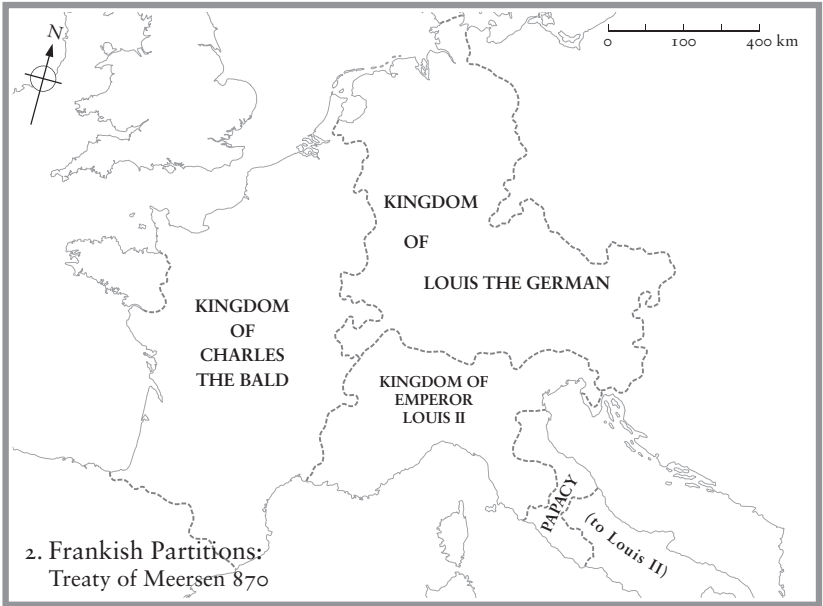 N
0 100 400 km
KINGDOM
OF
LOUIS THE GERMAN
KINGDOM
OF
CHARLES
THE BALD
KINGDOM OF
EMPEROR
LOUIS II
PAPACY
(to Louis II)
2. Frankish Partitions:
Treaty of Meersen 870